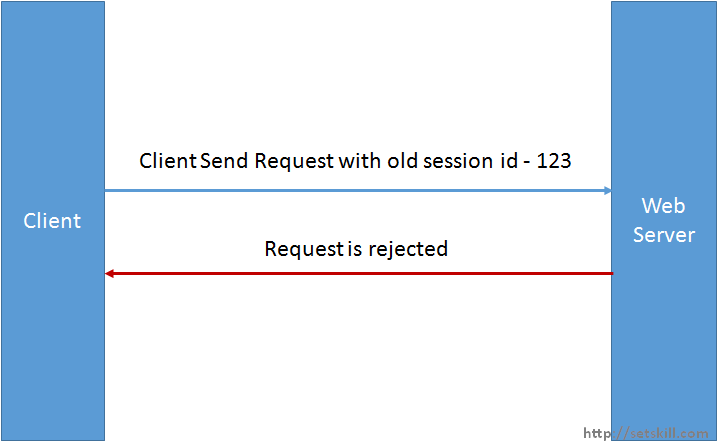 Client Send Request with old session id - 123
Client
Web
Server
Request is rejected
http://setskill.com